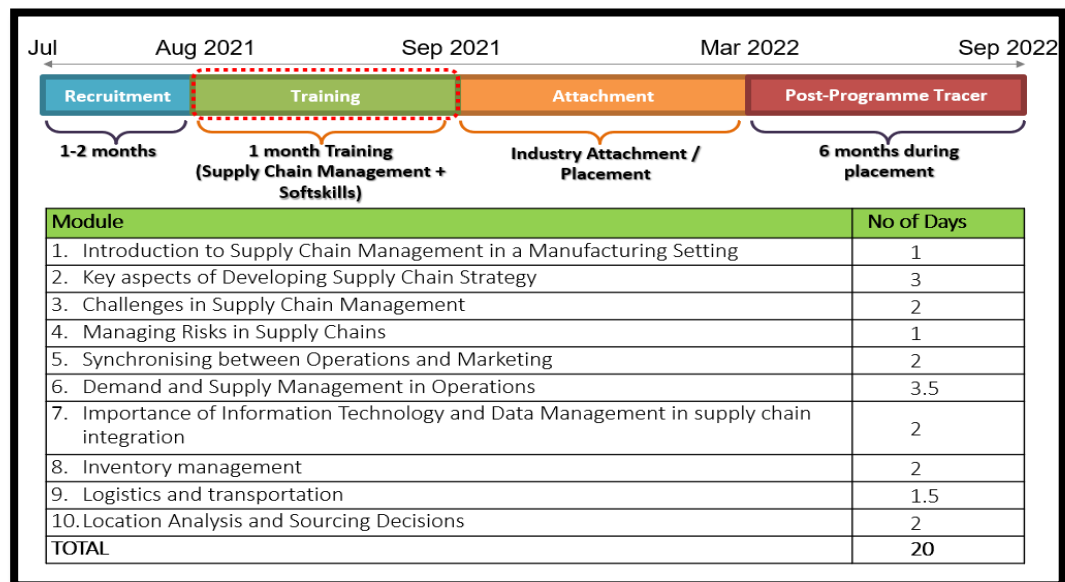 Jul Aug 2021 Sep 2021 Mar 2022 Sep 2022
Recruitment Training Attachment Post-Programme Tracer
1-2 months
1 month Training
(Supply Chain Management +
Softskills)
Industry Attachment /
Placement
6 months during
placement
Module No of Days
1. Introduction to Supply Chain Management in a Manufacturing Setting 1
2. Key aspects of Developing Supply Chain Strategy 3
3. Challenges in Supply Chain Management 2
4. Managing Risks in Supply Chains 1
5. Synchronising between Operations and Marketing 2
6. Demand and Supply Management in Operations 3.5
7. Importance of Information Technology and Data Management in supply chain
integration 2
8. Inventory management 2
9. Logistics and transportation 1.5
10. Location Analysis and Sourcing Decisions 2
TOTAL 20